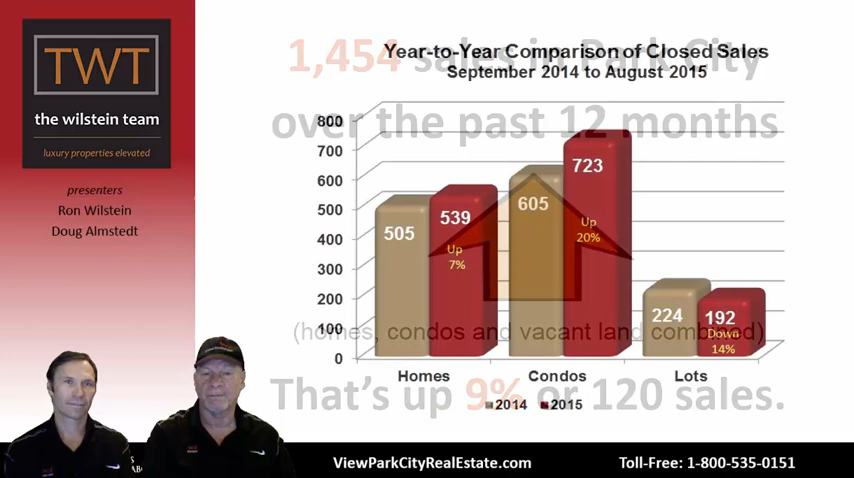 TWT
the wilstein team
luxury properties elevated
presenters
Ron Wilstein
Doug Almstedt
1,454 sales in Park City
over the past 12 months
Year-to-Year Comparison of Closed Sales
September 2014 to August 2015
800
700
600
500
400
300
200
100
0
505
539
Up
7%
605
723
Up
20%
224
192
Down
14%
(homes, condos and vacant land combined)
Homes
Condos
Lots
That's up 9% or 120 sales.
2014
2015
ViewParkCityRealEstate.com
Toll-Free: 1-800-535-0151